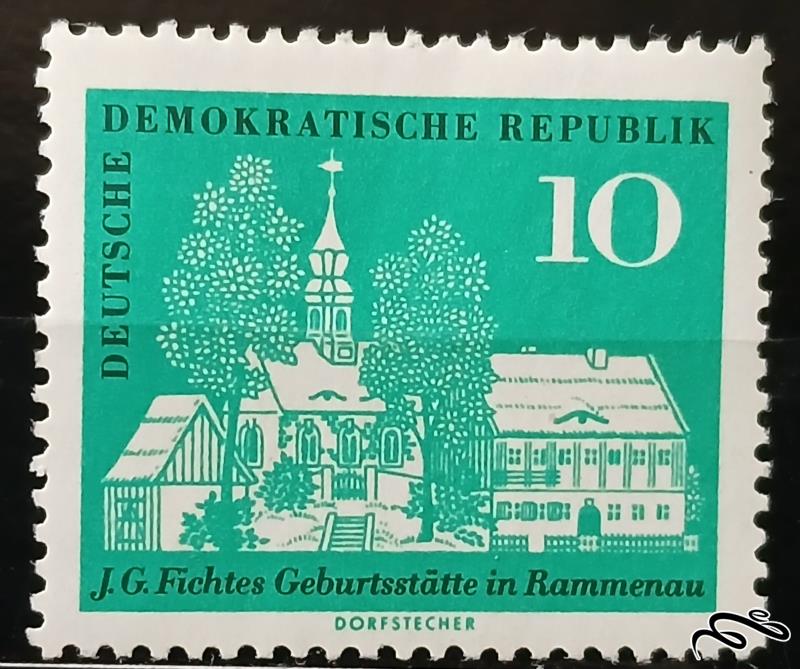 DEUTSCHE
DEMOKRATISCHE REPUBLIK
10
J. G. Fichtes Geburtsstätte in Rammenau
DORFSTECHER